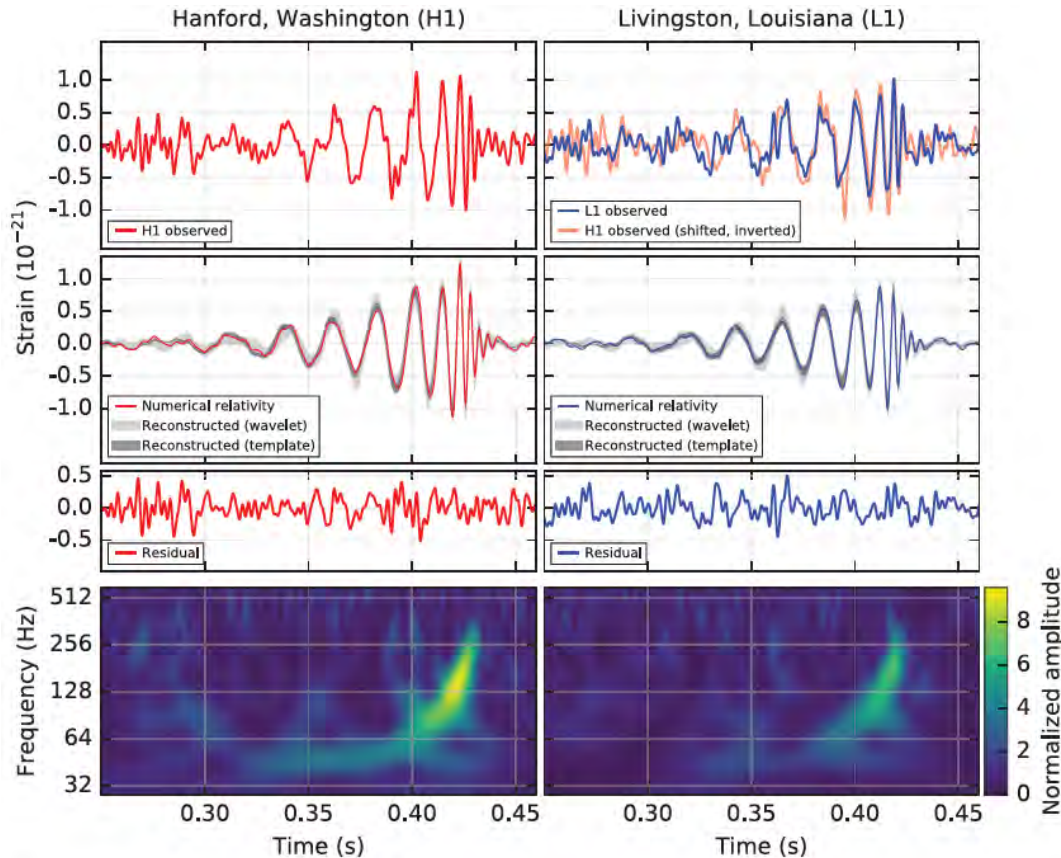 Hanford, Washington (H1)
Livingston, Louisiana (L1)
Strain (10⁻²¹)
1.0
0.5
0.0
-0.5
-1.0
H1 observed
L1 observed
H1 observed (shifted, inverted)
1.0
0.5
0.0
-0.5
-1.0
Numerical relativity
Reconstructed (wavelet)
Reconstructed (template)
Numerical relativity
Reconstructed (wavelet)
Reconstructed (template)
0.5
0.0
-0.5
Residual
Residual
Frequency (Hz)
512
256
128
64
32
0.30 0.35 0.40 0.45
Time (s)
0.30 0.35 0.40 0.45
Time (s)
8
6
4
2
0
Normalized amplitude